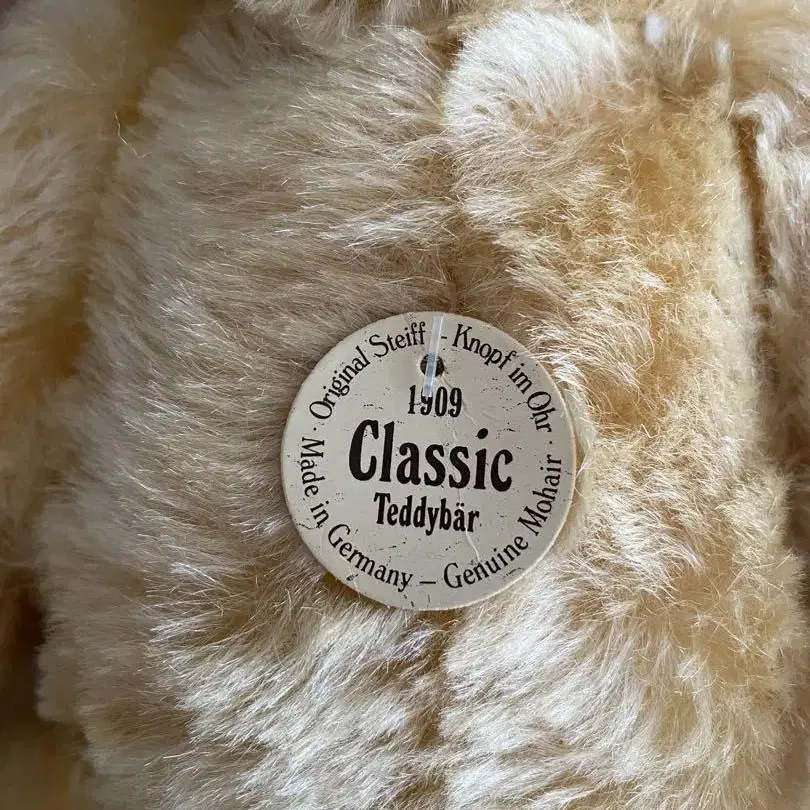 · Original Steiff – Knopf im Ohr ·
1909
Classic
Teddybär
Made in Germany – Genuine Mohair